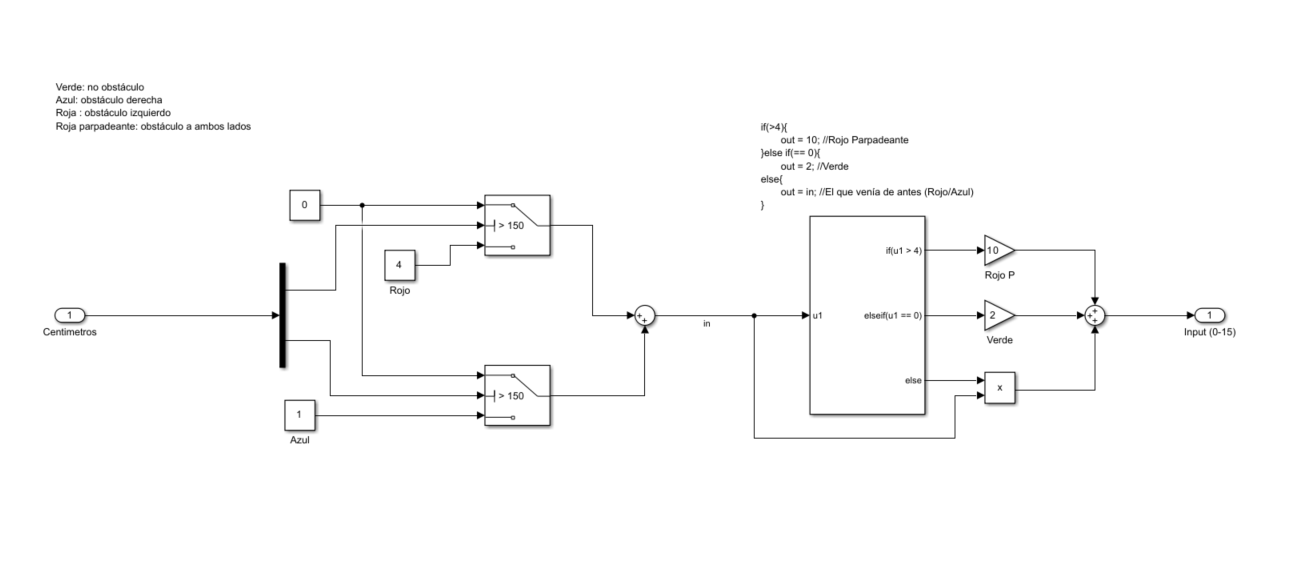 Verde: no obstáculo
Azul: obstáculo derecha
Roja : obstáculo izquierdo
Roja parpadeante: obstáculo a ambos lados
if(>4){
out = 10; //Rojo Parpadeante
}else if(== 0){
out = 2; //Verde
else{
out = in; //El que venía de antes (Rojo/Azul)
}
0
> 150
4
Rojo
1
Centimetros
> 150
1
Azul
+
+
in
u1
if(u1 > 4)
elseif(u1 == 0)
else
10
Rojo P
2
Verde
x
+
+
+
1
Input (0-15)